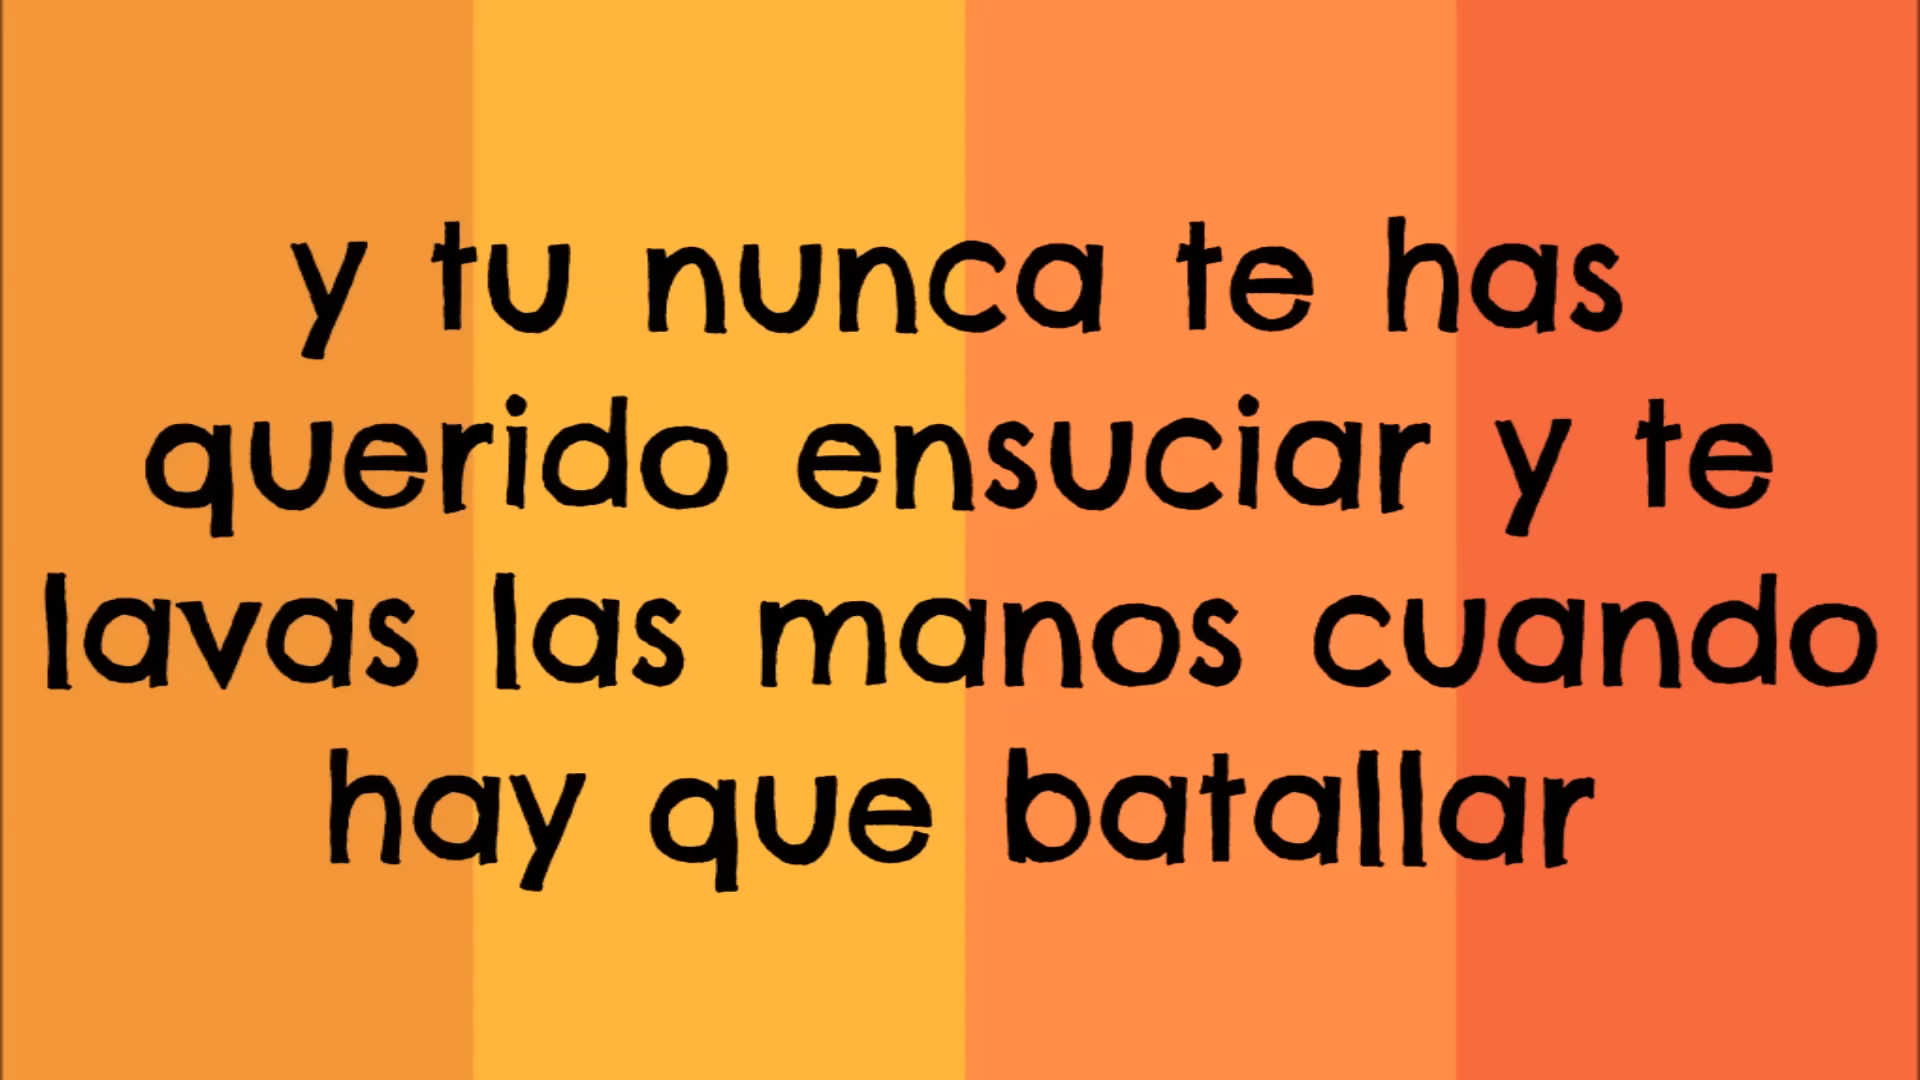 y tu nunca te has
querido ensuciar y te
lavas las manos cuando
hay que batallar